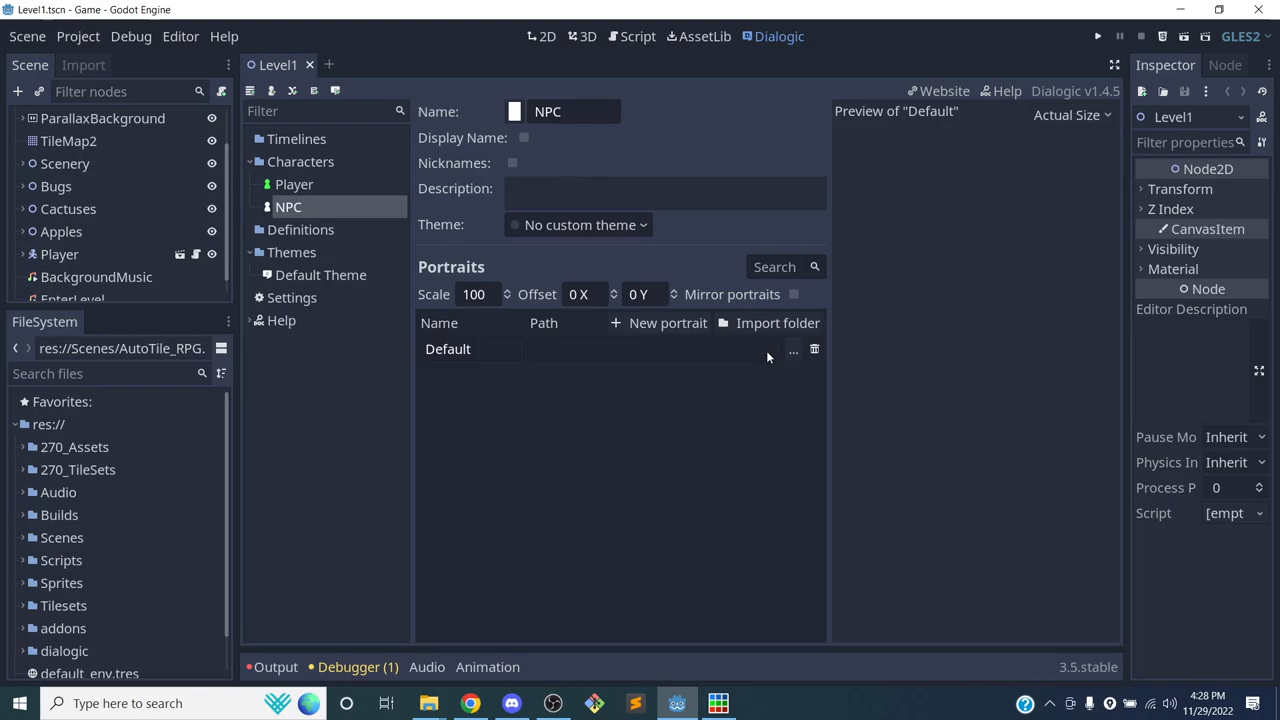 Level1.tscn - Game - Godot Engine
Scene Project Debug Editor Help
2D 3D Script AssetLib Dialogic
GLES2
Scene Import
Filter nodes
ParallaxBackground
TileMap2
Scenery
Bugs
Cactuses
Apples
Player
BackgroundMusic
EnterLevel
FileSystem
res://Scenes/AutoTile_RPG.
Search files
Favorites:
res://
270_Assets
270_TileSets
Audio
Builds
Scenes
Scripts
Sprites
Tilesets
addons
dialogic
default_env.tres
Level1
Website Help Dialogic v1.4.5
Filter
Timelines
Characters
Player
NPC
Definitions
Themes
Default Theme
Settings
Help
Name: NPC
Display Name:
Nicknames:
Description:
Theme: No custom theme
Portraits Search
Scale 100 Offset 0 X 0 Y Mirror portraits
Name Path + New portrait Import folder
Default ...
Preview of "Default" Actual Size
Output Debugger (1) Audio Animation 3.5.stable
Inspector Node
Level1
Filter properties
Node2D
Transform
Z Index
CanvasItem
Visibility
Material
Node
Editor Description
Pause Mo Inherit
Physics In Inherit
Process P 0
Script [empt
Type here to search
4:28 PM
11/29/2022